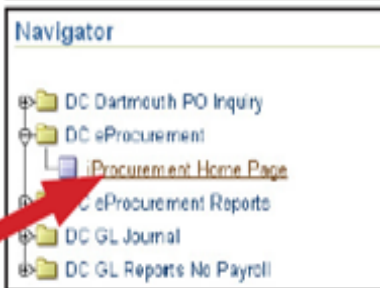 Navigator
DC Dartmouth PO Inquiry
DC eProcurement
iProcurement Home Page
C eProcurement Reports
DC GL Journal
DC GL Reports No Payroll